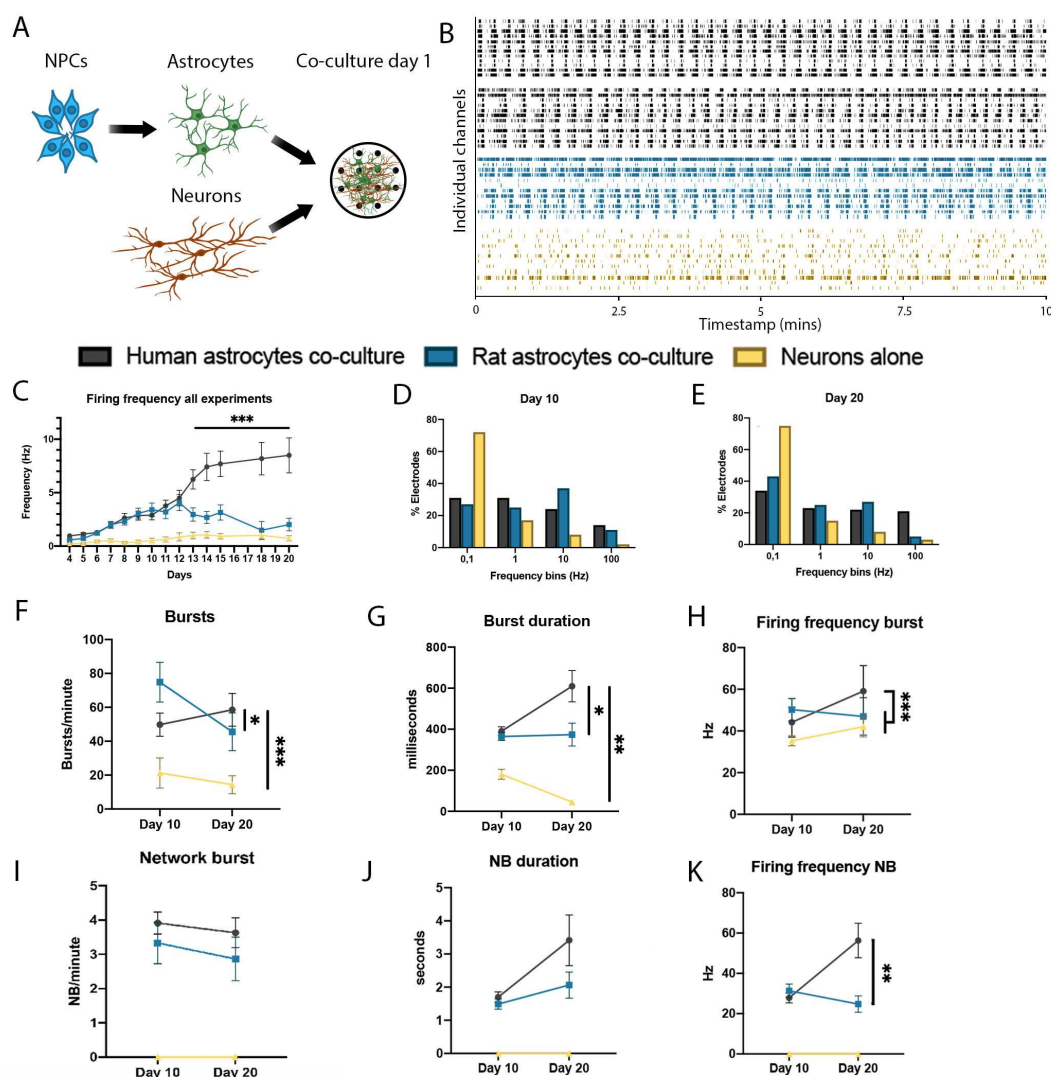 A
NPCs
Astrocytes
Co-culture day 1
Neurons
B
Individual channels
0
2.5
5
7.5
10
Timestamp (mins)
Human astrocytes co-culture
Rat astrocytes co-culture
Neurons alone
C
Firing frequency all experiments
***
Frequency (Hz)
10
5
0
4 5 6 7 8 9 10 11 12 13 14 15 16 17 18 19 20
Days
D
Day 10
% Electrodes
80
60
40
20
0
0,1 1 10 100
Frequency bins (Hz)
E
Day 20
% Electrodes
80
60
40
20
0
0,1 1 10 100
Frequency bins (Hz)
F
Bursts
Bursts/minute
100
80
60
40
20
0
*
***
Day 10 Day 20
G
Burst duration
milliseconds
800
600
400
200
0
*
**
Day 10 Day 20
H
Firing frequency burst
Hz
80
60
40
20
0
***
Day 10 Day 20
I
Network burst
NB/minute
5
4
3
2
1
0
Day 10 Day 20
J
NB duration
seconds
5
4
3
2
1
0
Day 10 Day 20
K
Firing frequency NB
Hz
80
60
40
20
0
**
Day 10 Day 20